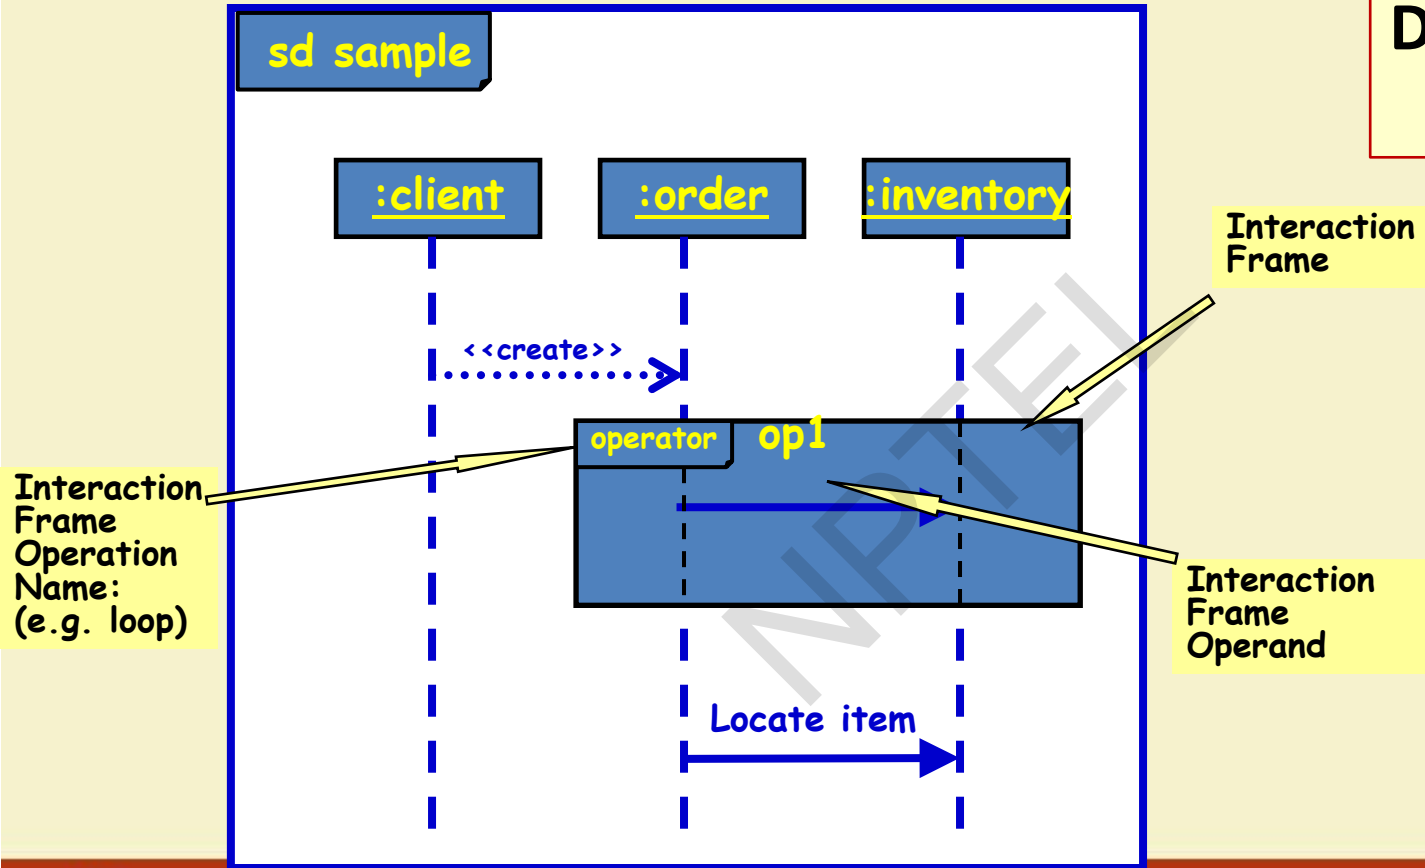 D
sd sample
:client
:order
:inventory
Interaction
Frame
<<create>>
operator
op1
Interaction
Frame
Operation
Name:
(e.g. loop)
Interaction
Frame
Operand
Locate item
NPTEL